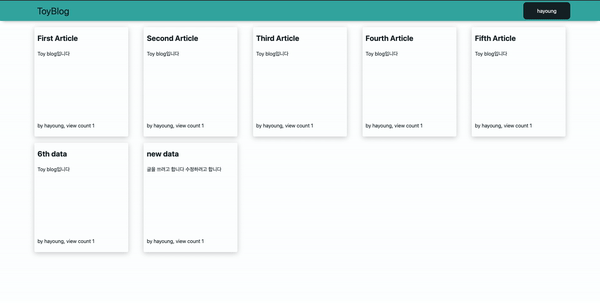 ToyBlog
hayoung
First Article
Toy blog입니다
by hayoung, view count 1
Second Article
Toy blog입니다
by hayoung, view count 1
Third Article
Toy blog입니다
by hayoung, view count 1
Fourth Article
Toy blog입니다
by hayoung, view count 1
Fifth Article
Toy blog입니다
by hayoung, view count 1
6th data
Toy blog입니다
by hayoung, view count 1
new data
글을 쓰려고 합니다 수정하려고 합니다
by hayoung, view count 1